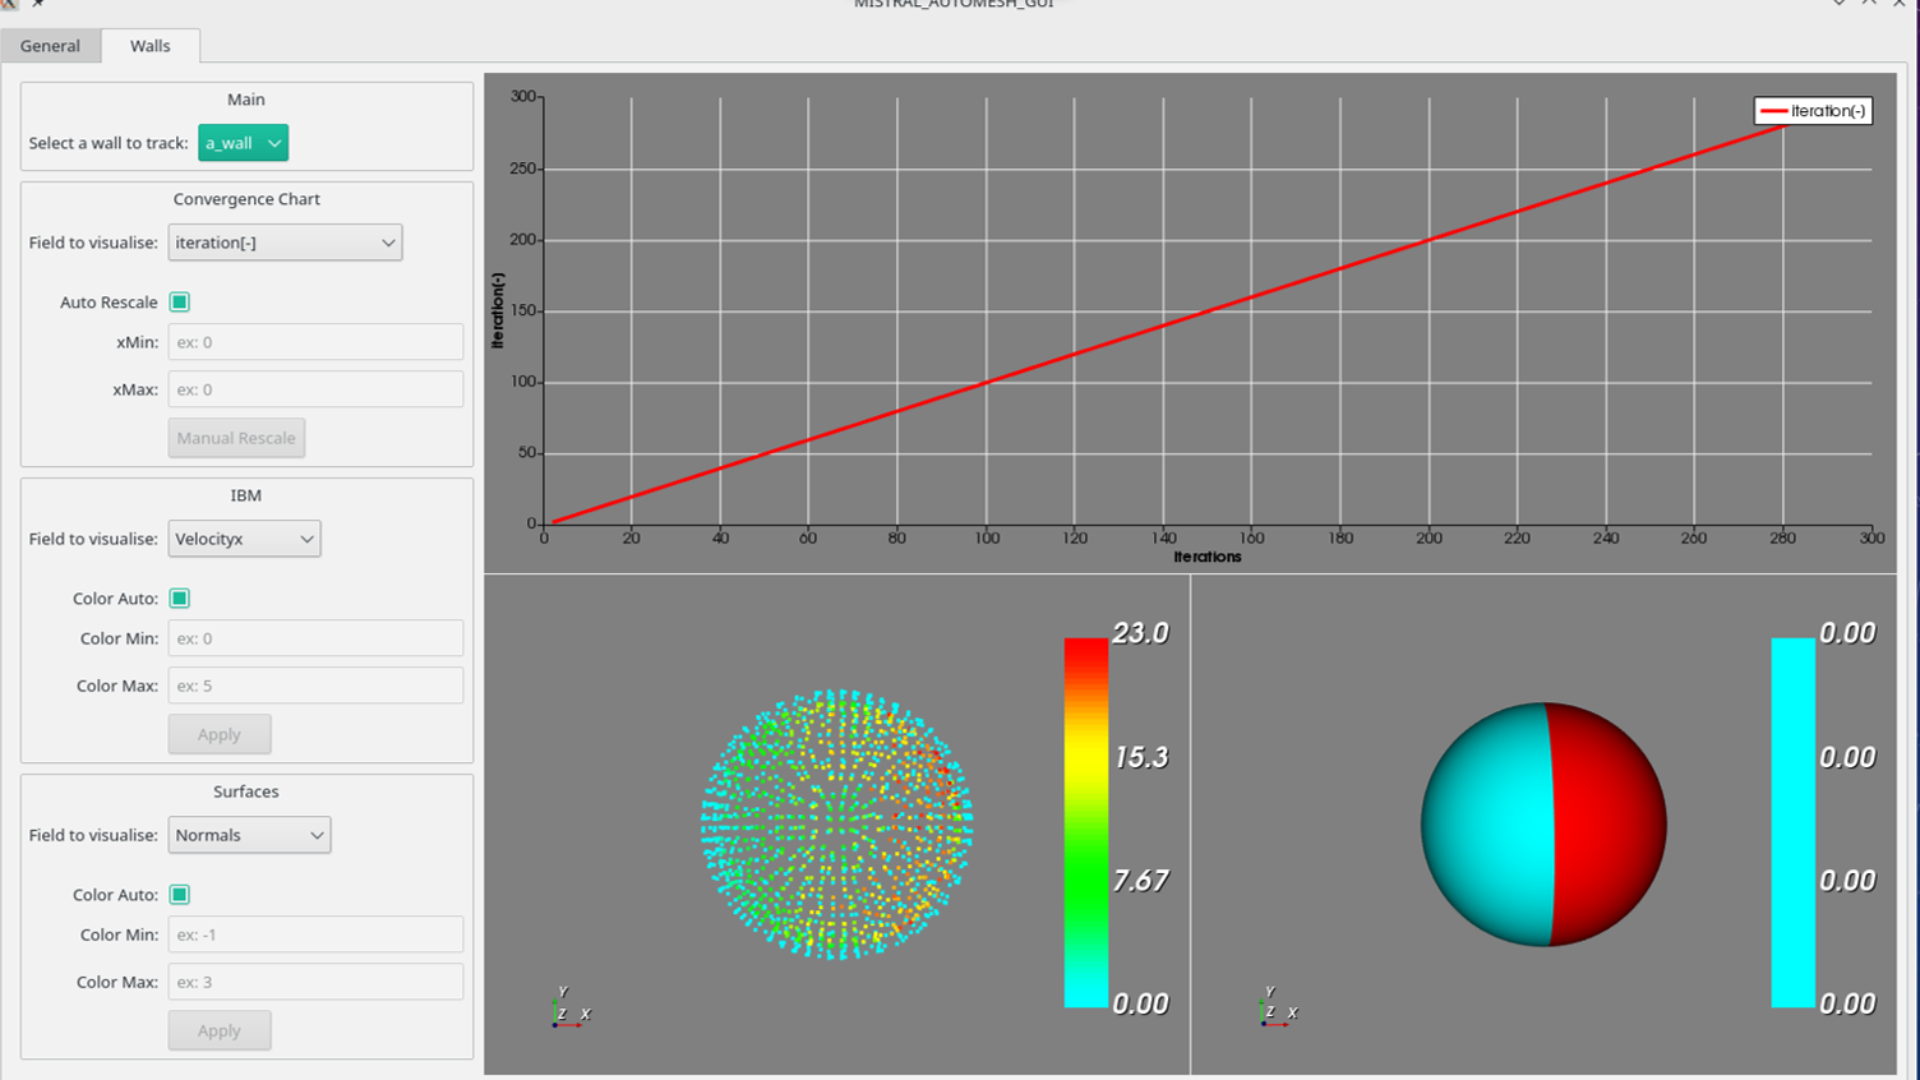 MISTRAL_AUTOMESH_GUI
General
Walls
Main
Select a wall to track: a_wall
Convergence Chart
Field to visualise: iteration[-]
Auto Rescale
xMin: ex: 0
xMax: ex: 0
Manual Rescale
IBM
Field to visualise: Velocityx
Color Auto:
Color Min: ex: 0
Color Max: ex: 5
Apply
Surfaces
Field to visualise: Normals
Color Auto:
Color Min: ex: -1
Color Max: ex: 3
Apply
300
250
200
150
100
50
0
iteration(-)
iteration(-)
0 20 40 60 80 100 120 140 160 180 200 220 240 260 280 300
Iterations
23.0
15.3
7.67
0.00
Y
Z X
0.00
0.00
0.00
0.00
Y
Z X